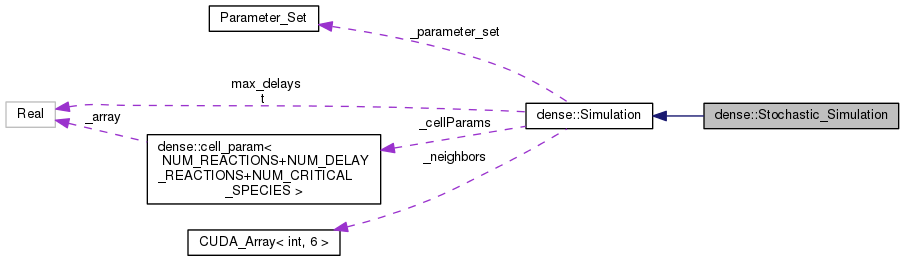 Parameter_Set
_parameter_set
max_delays
t
Real
_array
_cellParams
dense::Simulation
dense::Stochastic_Simulation
dense::cell_param<
NUM_REACTIONS+NUM_DELAY
_REACTIONS+NUM_CRITICAL
_SPECIES >
_neighbors
CUDA_Array< int, 6 >